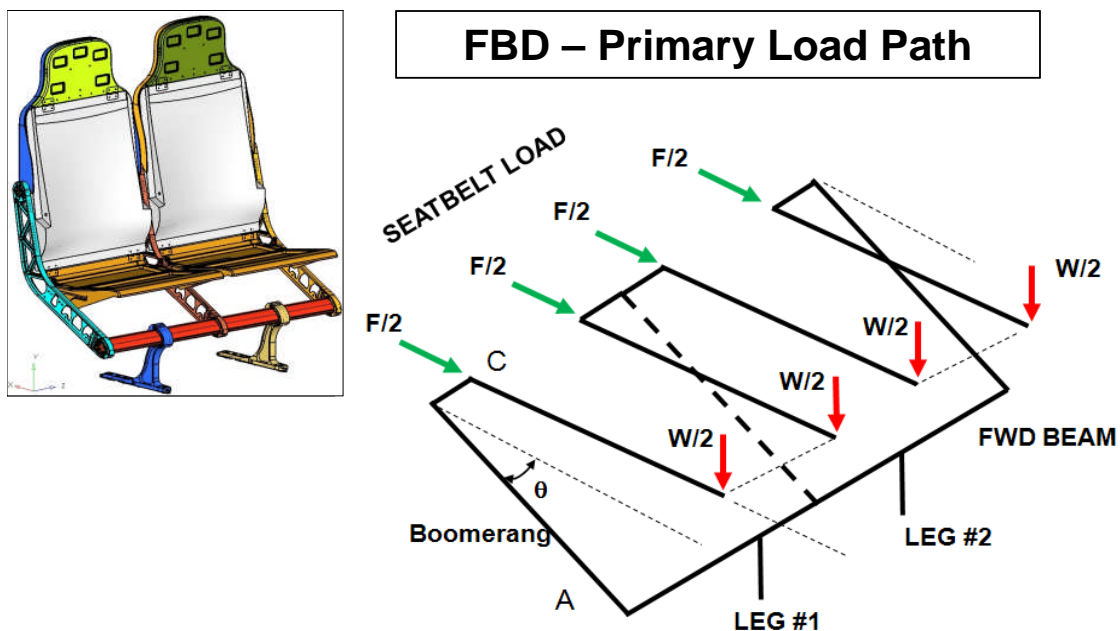 FBD – Primary Load Path
SEATBELT LOAD
F/2
F/2
F/2
F/2
W/2
W/2
W/2
W/2
C
θ
Boomerang
FWD BEAM
LEG #2
A
LEG #1
Y
X
Z